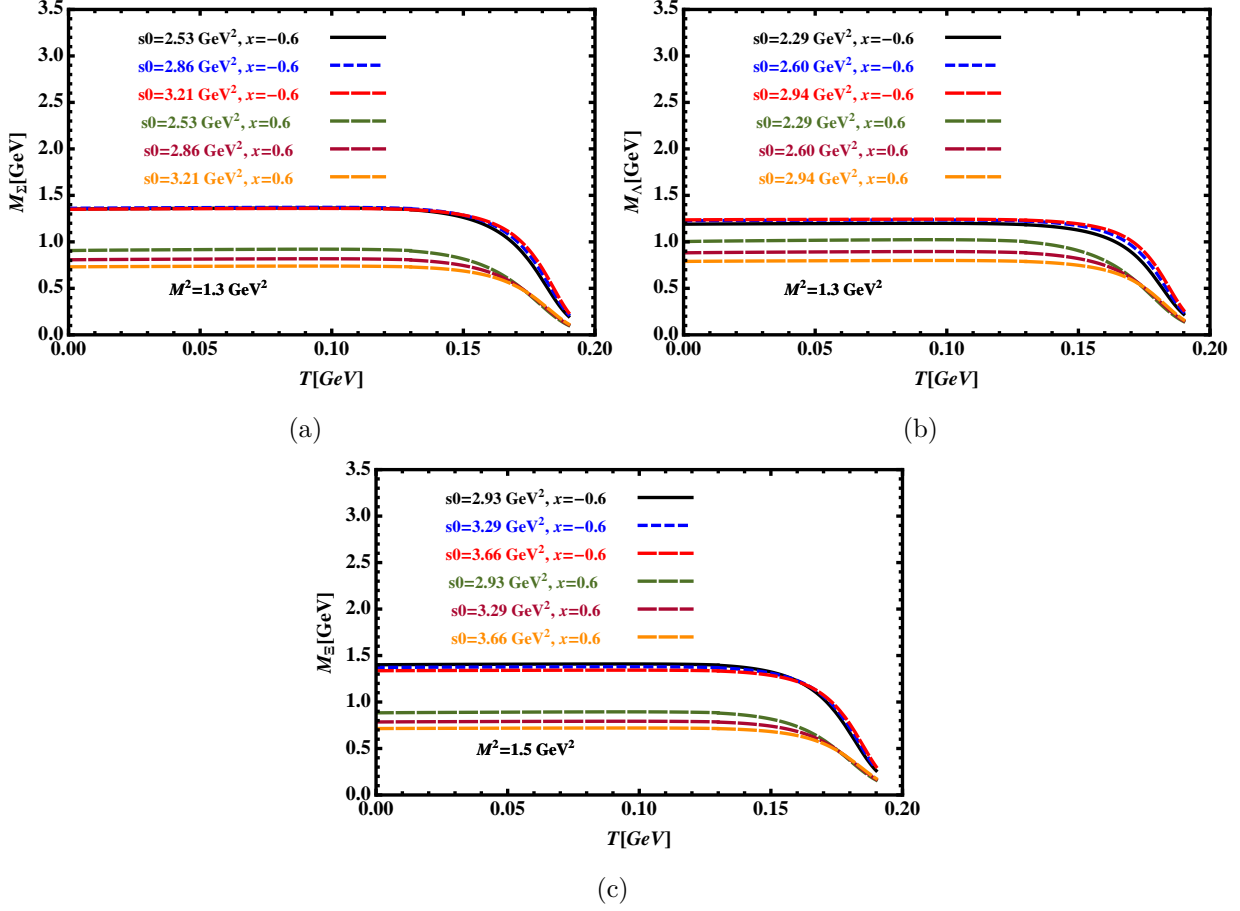 3.5
3.0
2.5
2.0
1.5
1.0
0.5
0.0
M_Σ[GeV]
s0=2.53 GeV², x=−0.6
s0=2.86 GeV², x=−0.6
s0=3.21 GeV², x=−0.6
s0=2.53 GeV², x=0.6
s0=2.86 GeV², x=0.6
s0=3.21 GeV², x=0.6
M²=1.3 GeV²
0.00 0.05 0.10 0.15 0.20
T[GeV]
(a)
3.5
3.0
2.5
2.0
1.5
1.0
0.5
0.0
M_Λ[GeV]
s0=2.29 GeV², x=−0.6
s0=2.60 GeV², x=−0.6
s0=2.94 GeV², x=−0.6
s0=2.29 GeV², x=0.6
s0=2.60 GeV², x=0.6
s0=2.94 GeV², x=0.6
M²=1.3 GeV²
0.00 0.05 0.10 0.15 0.20
T[GeV]
(b)
3.5
3.0
2.5
2.0
1.5
1.0
0.5
0.0
M_Ξ[GeV]
s0=2.93 GeV², x=−0.6
s0=3.29 GeV², x=−0.6
s0=3.66 GeV², x=−0.6
s0=2.93 GeV², x=0.6
s0=3.29 GeV², x=0.6
s0=3.66 GeV², x=0.6
M²=1.5 GeV²
0.00 0.05 0.10 0.15 0.20
T[GeV]
(c)